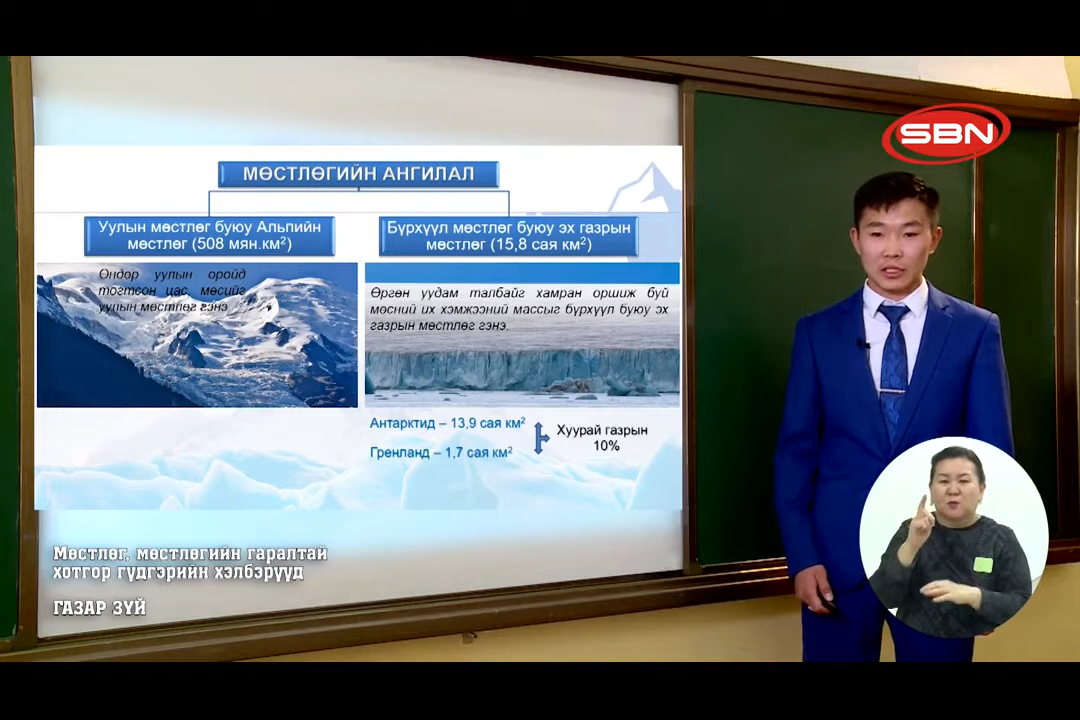 SBN
МӨСТЛӨГИЙН АНГИЛАЛ
Уулын мөстлөг буюу Альпийн
мөстлөг (508 мян.км²)
Бүрхүүл мөстлөг буюу эх газрын
мөстлөг (15,8 сая км²)
Өндөр уулын оройд
тогтсон цас мөсийг
уулын мөстлөг гэнэ
Өргөн уудам талбайг хамран оршиж буй
мөсний их хэмжээний массыг бүрхүүл буюу эх
газрын мөстлөг гэнэ.
Антарктид – 13,9 сая км²
Гренланд – 1,7 сая км²
Хуурай газрын
10%
Мөстлөг, мөстлөгийн гаралтай
хотгор гүдгэрийн хэлбэрүүд
ГАЗАР ЗҮЙ